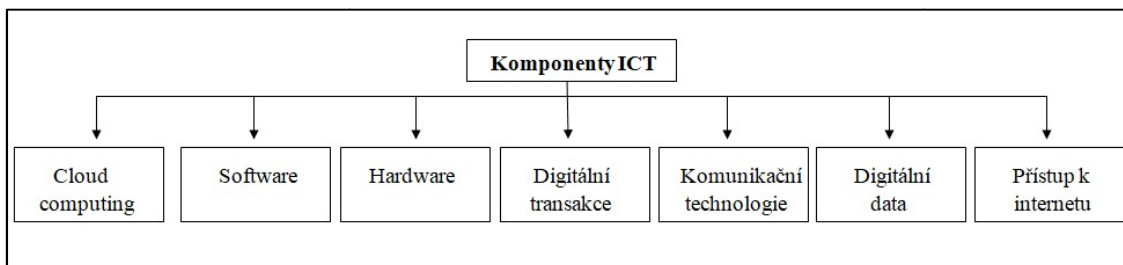 Komponenty ICT
Cloud
computing
Software
Hardware
Digitální
transakce
Komunikační
technologie
Digitální
data
Přístup k
internetu